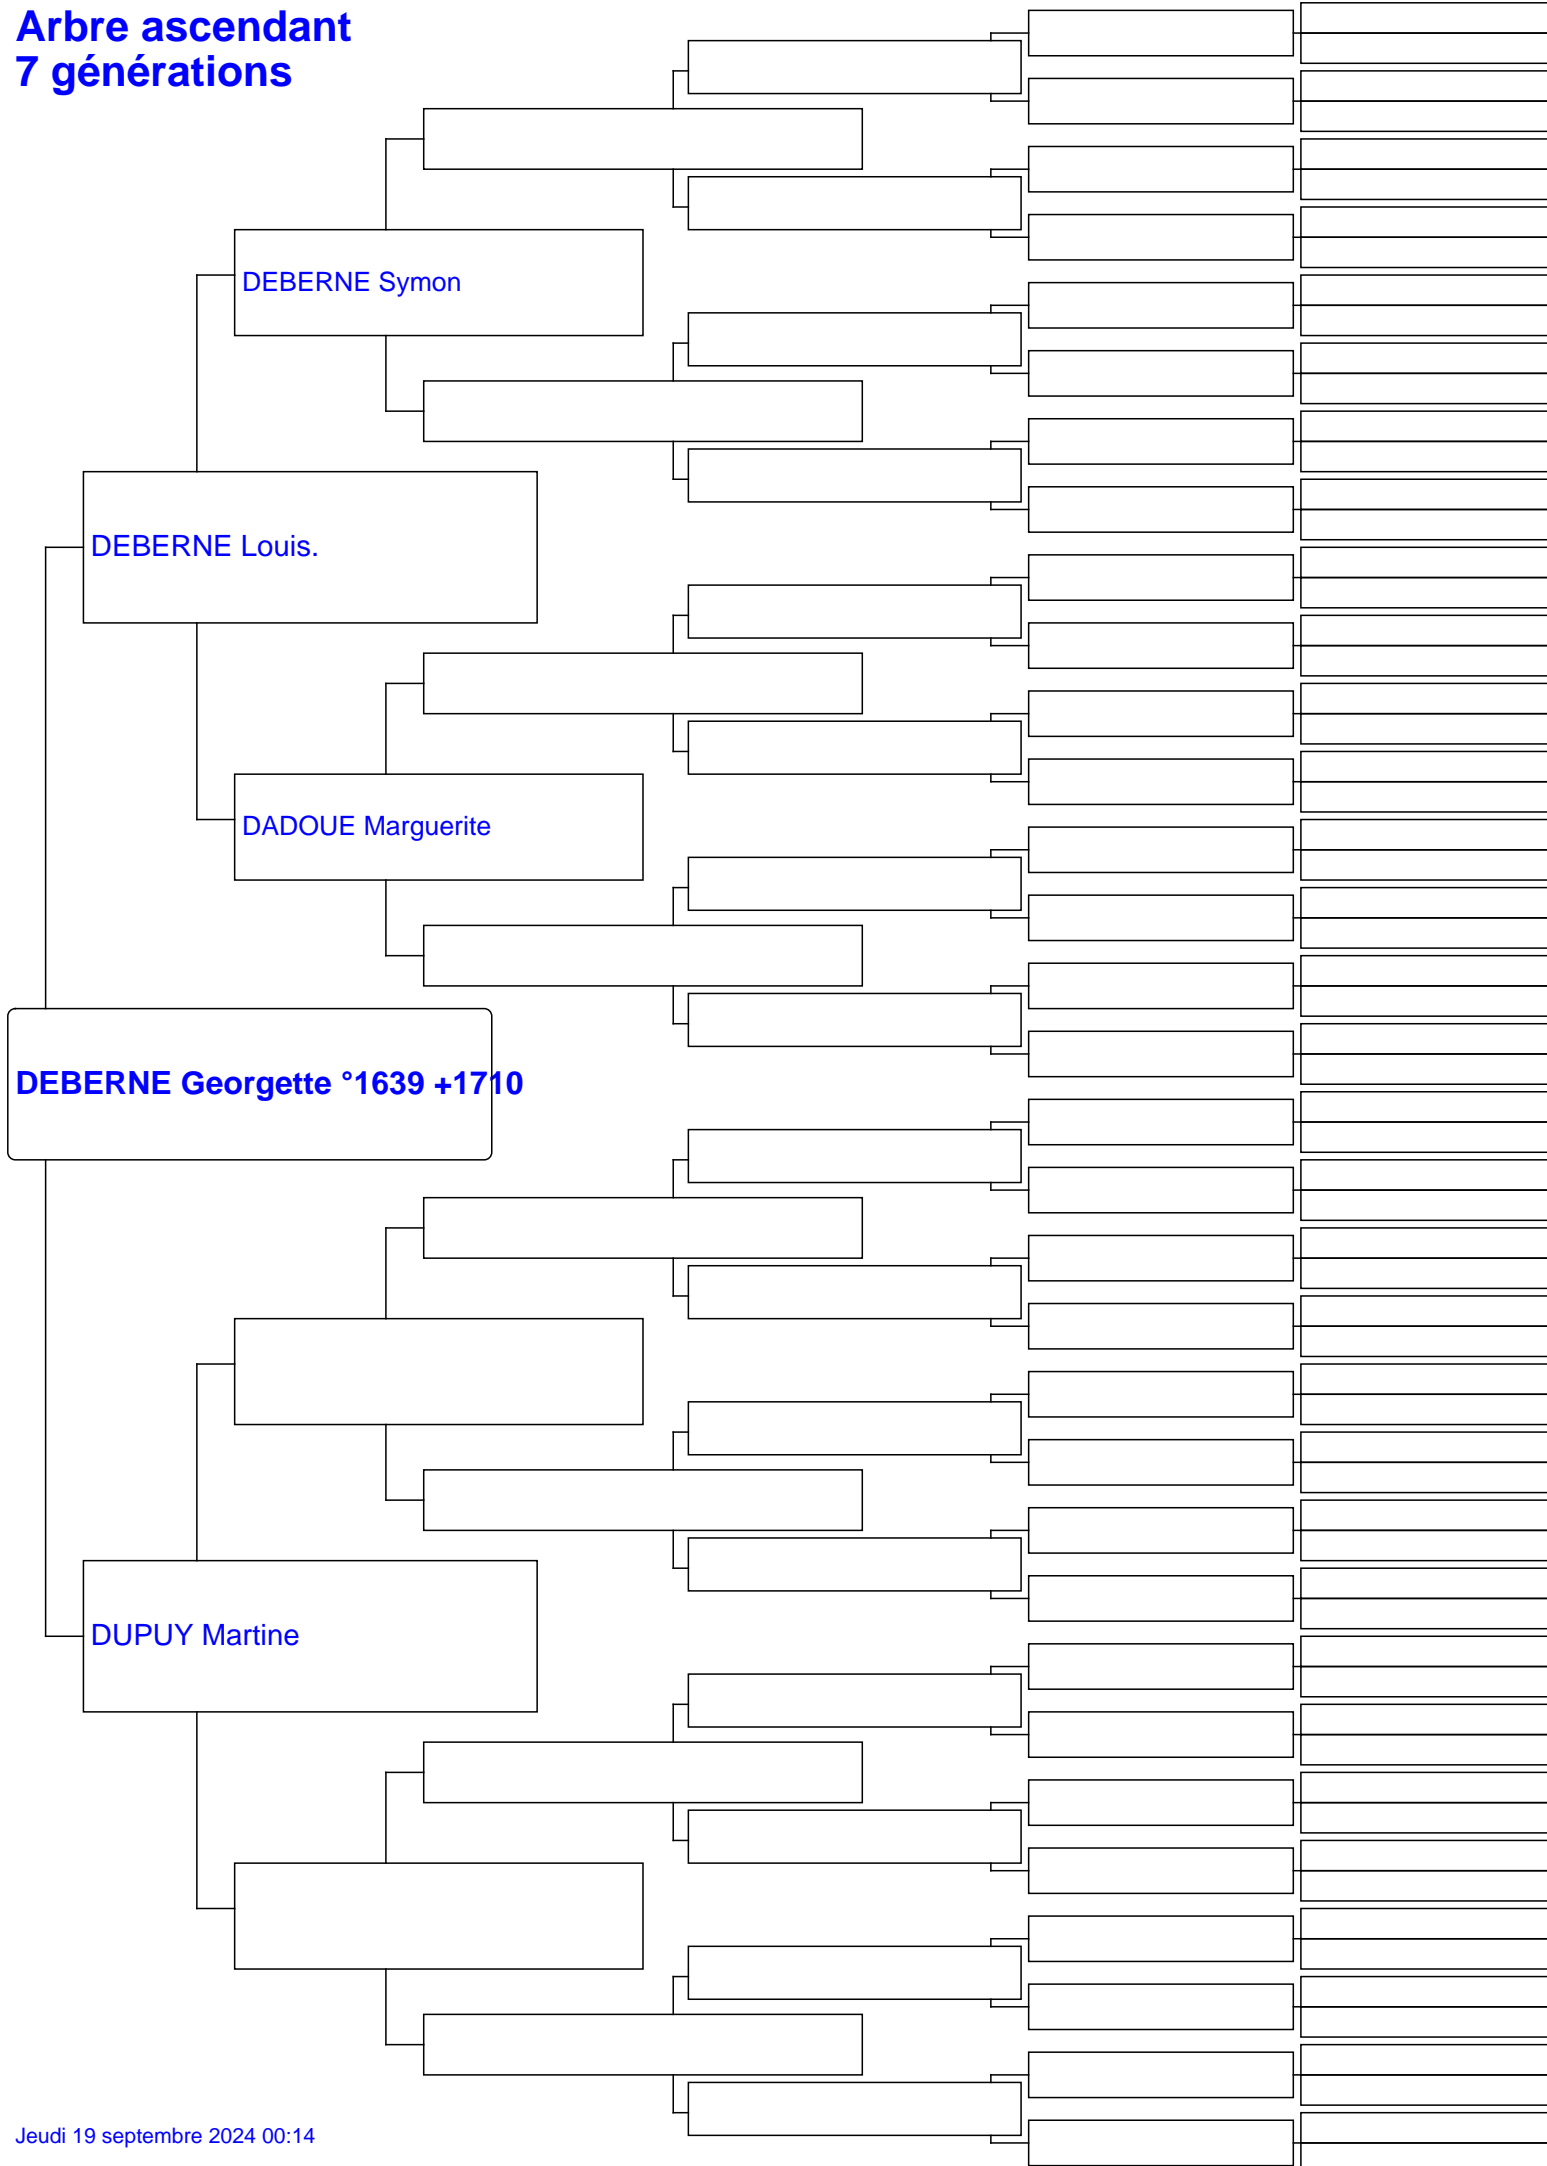 Arbre ascendant
7 générations
DEBERNE Symon
DEBERNE Louis.
DADOUE Marguerite
DEBERNE Georgette °1639 +1710
DUPUY Martine
Jeudi 19 septembre 2024 00:14